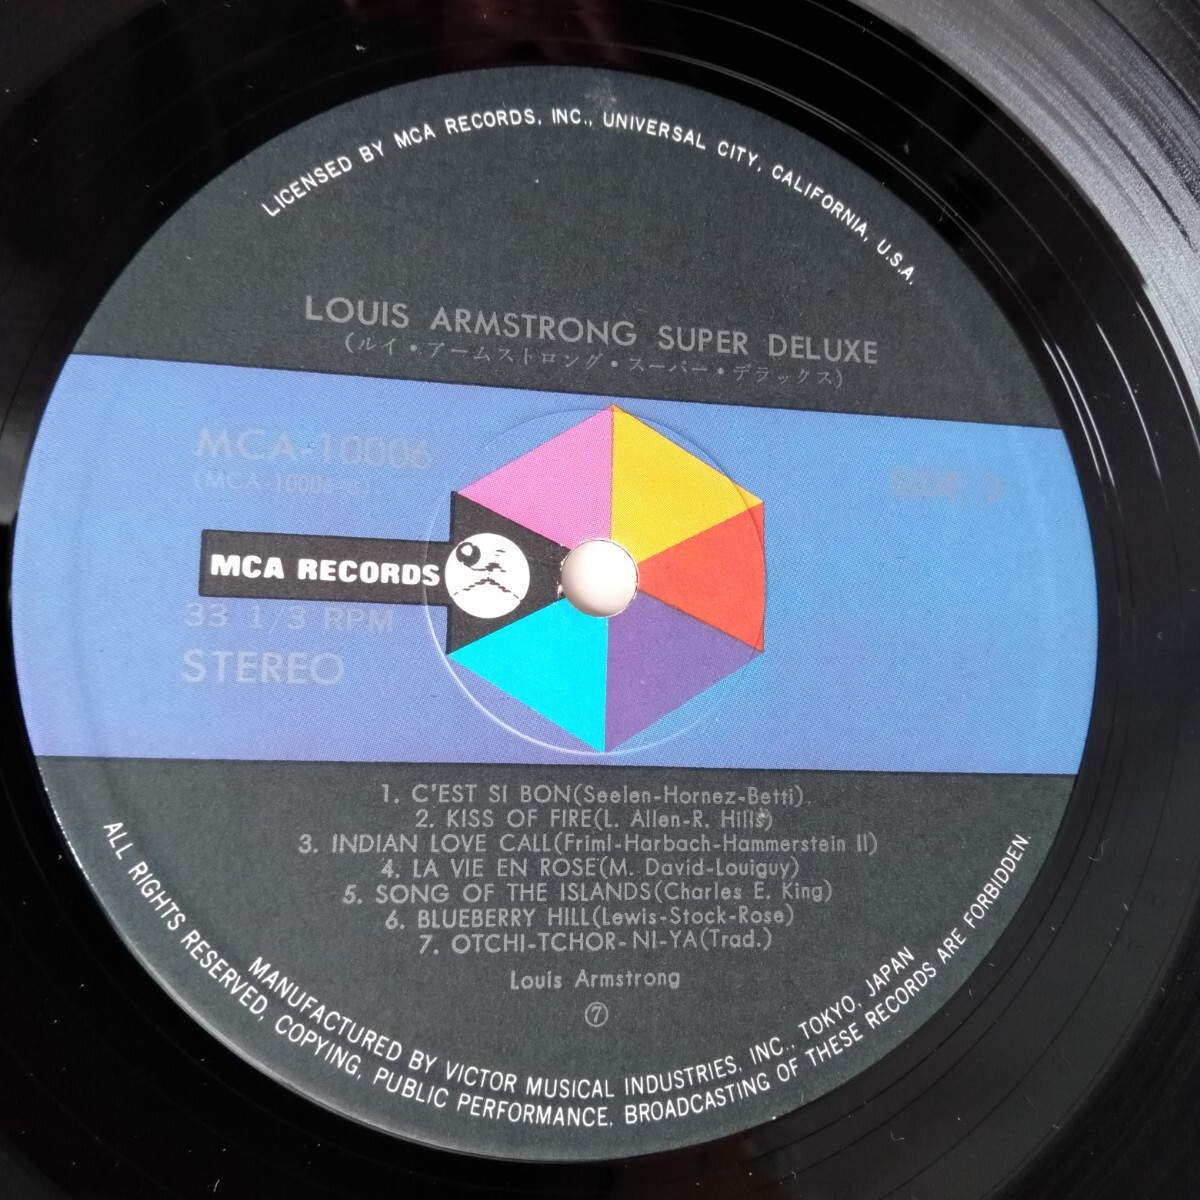 LICENSED BY MCA RECORDS, INC., UNIVERSAL CITY, CALIFORNIA, U.S.A.
LOUIS ARMSTRONG SUPER DELUXE
(ルイ・アームストロング・スーパー・デラックス)
MCA-10006
MCA RECORDS
33 1/3 RPM
STEREO
1. C'EST SI BON(Seelen-Hornez-Betti)
2. KISS OF FIRE(L. Allen-R. Hills)
3. INDIAN LOVE CALL(Friml-Harbach-Hammerstein II)
4. LA VIE EN ROSE(M. David-Louiguy)
5. SONG OF THE ISLANDS(Charles E. King)
6. BLUEBERRY HILL(Lewis-Stock-Rose)
7. OTCHI-TCHOR-NI-YA(Trad.)
Louis Armstrong
⑦
MANUFACTURED BY VICTOR MUSICAL INDUSTRIES, INC., TOKYO, JAPAN
ALL RIGHTS RESERVED, COPYING, PUBLIC PERFORMANCE, BROADCASTING OF THESE RECORDS ARE FORBIDDEN.